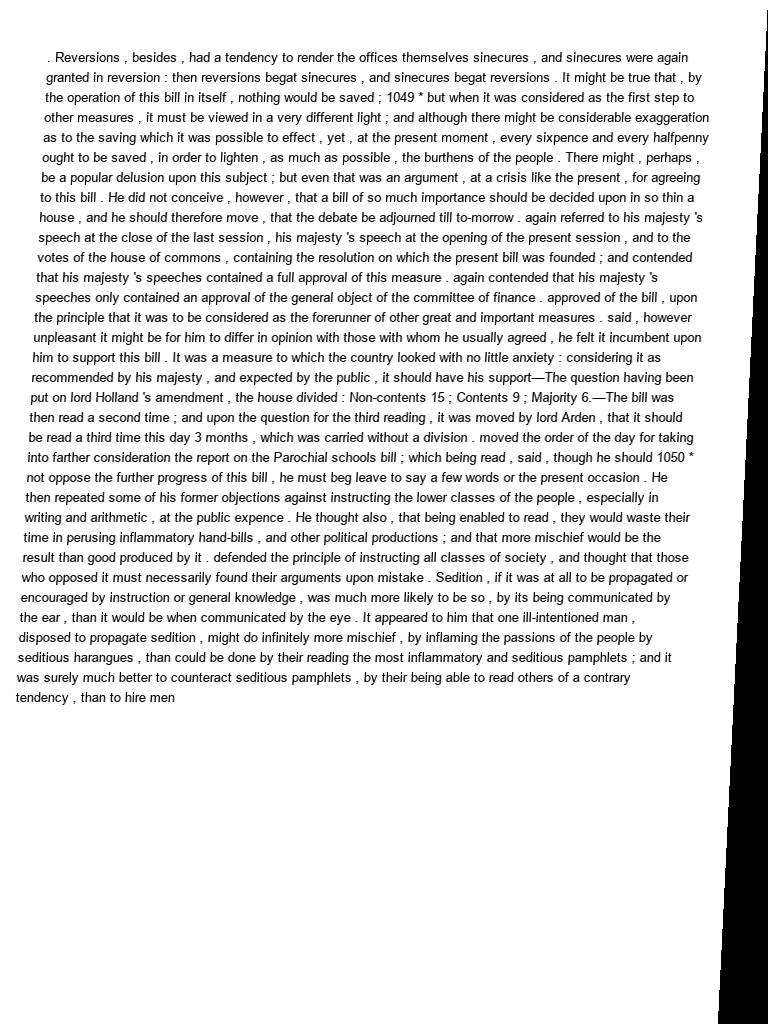 . Reversions , besides , had a tendency to render the offices themselves sinecures , and sinecures were again
granted in reversion : then reversions begat sinecures , and sinecures begat reversions . It might be true that , by
the operation of this bill in itself , nothing would be saved ; 1049 * but when it was considered as the first step to
other measures , it must be viewed in a very different light ; and although there might be considerable exaggeration
as to the saving which it was possible to effect , yet , at the present moment , every sixpence and every halfpenny
ought to be saved , in order to lighten , as much as possible , the burthens of the people . There might , perhaps ,
be a popular delusion upon this subject ; but even that was an argument , at a crisis like the present , for agreeing
to this bill . He did not conceive , however , that a bill of so much importance should be decided upon in so thin a
house , and he should therefore move , that the debate be adjourned till to-morrow . again referred to his majesty 's
speech at the close of the last session , his majesty 's speech at the opening of the present session , and to the
votes of the house of commons , containing the resolution on which the present bill was founded ; and contended
that his majesty 's speeches contained a full approval of this measure . again contended that his majesty 's
speeches only contained an approval of the general object of the committee of finance . approved of the bill , upon
the principle that it was to be considered as the forerunner of other great and important measures . said , however
unpleasant it might be for him to differ in opinion with those with whom he usually agreed , he felt it incumbent upon
him to support this bill . It was a measure to which the country looked with no little anxiety : considering it as
recommended by his majesty , and expected by the public , it should have his support—The question having been
put on lord Holland 's amendment , the house divided : Non-contents 15 ; Contents 9 ; Majority 6.—The bill was
then read a second time ; and upon the question for the third reading , it was moved by lord Arden , that it should
be read a third time this day 3 months , which was carried without a division . moved the order of the day for taking
into farther consideration the report on the Parochial schools bill ; which being read , said , though he should 1050 *
not oppose the further progress of this bill , he must beg leave to say a few words or the present occasion . He
then repeated some of his former objections against instructing the lower classes of the people , especially in
writing and arithmetic , at the public expence . He thought also , that being enabled to read , they would waste their
time in perusing inflammatory hand-bills , and other political productions ; and that more mischief would be the
result than good produced by it . defended the principle of instructing all classes of society , and thought that those
who opposed it must necessarily found their arguments upon mistake . Sedition , if it was at all to be propagated or
encouraged by instruction or general knowledge , was much more likely to be so , by its being communicated by
the ear , than it would be when communicated by the eye . It appeared to him that one ill-intentioned man ,
disposed to propagate sedition , might do infinitely more mischief , by inflaming the passions of the people by
seditious harangues , than could be done by their reading the most inflammatory and seditious pamphlets ; and it
was surely much better to counteract seditious pamphlets , by their being able to read others of a contrary
tendency , than to hire men